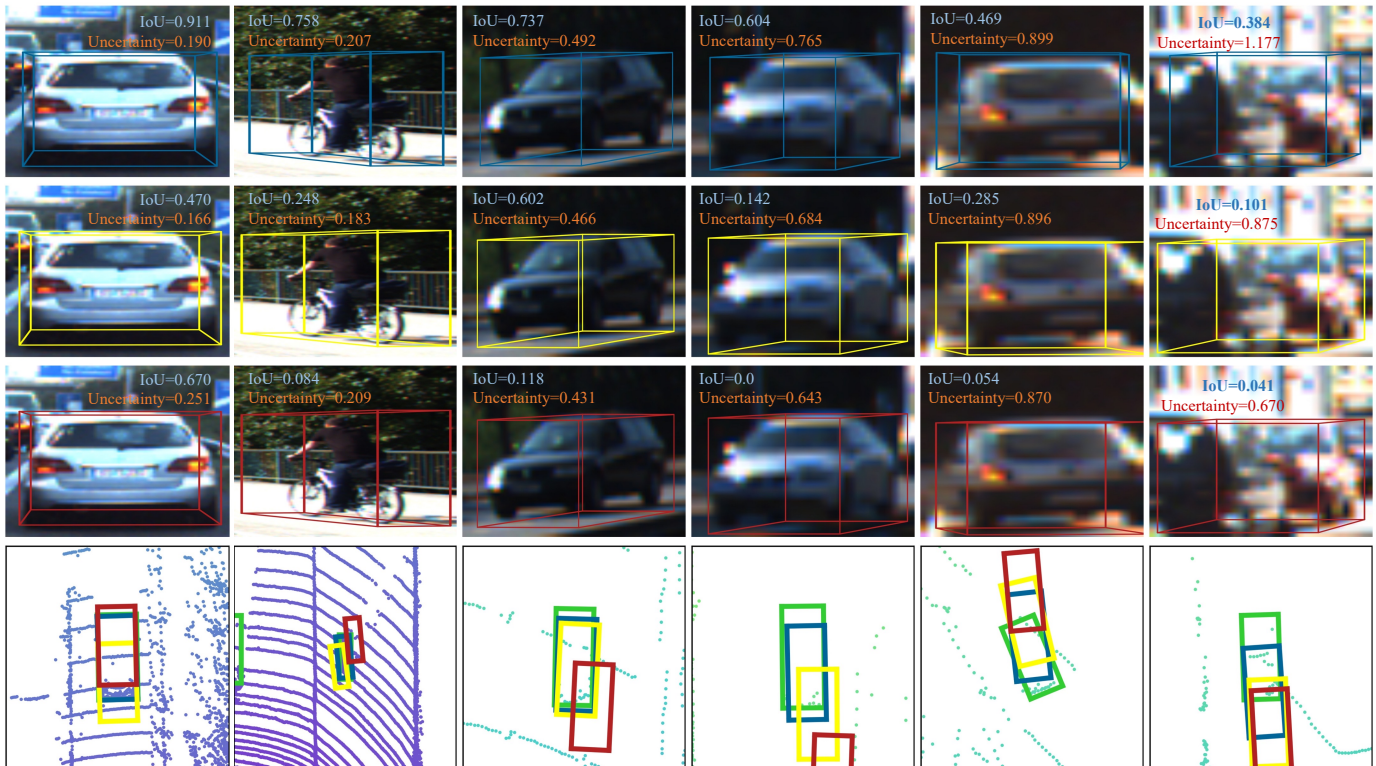 IoU=0.911
Uncertainty=0.190
IoU=0.758
Uncertainty=0.207
IoU=0.737
Uncertainty=0.492
IoU=0.604
Uncertainty=0.765
IoU=0.469
Uncertainty=0.899
IoU=0.384
Uncertainty=1.177
IoU=0.470
Uncertainty=0.166
IoU=0.248
Uncertainty=0.183
IoU=0.602
Uncertainty=0.466
IoU=0.142
Uncertainty=0.684
IoU=0.285
Uncertainty=0.896
IoU=0.101
Uncertainty=0.875
IoU=0.670
Uncertainty=0.251
IoU=0.084
Uncertainty=0.209
IoU=0.118
Uncertainty=0.431
IoU=0.0
Uncertainty=0.643
IoU=0.054
Uncertainty=0.870
IoU=0.041
Uncertainty=0.670